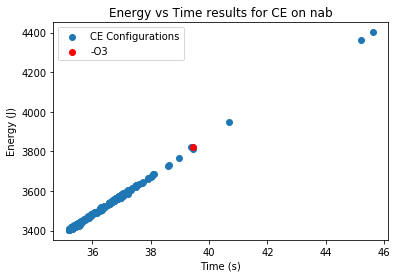 Energy vs Time results for CE on nab
CE Configurations
-O3
Energy (J)
4400
4200
4000
3800
3600
3400
36 38 40 42 44 46
Time (s)